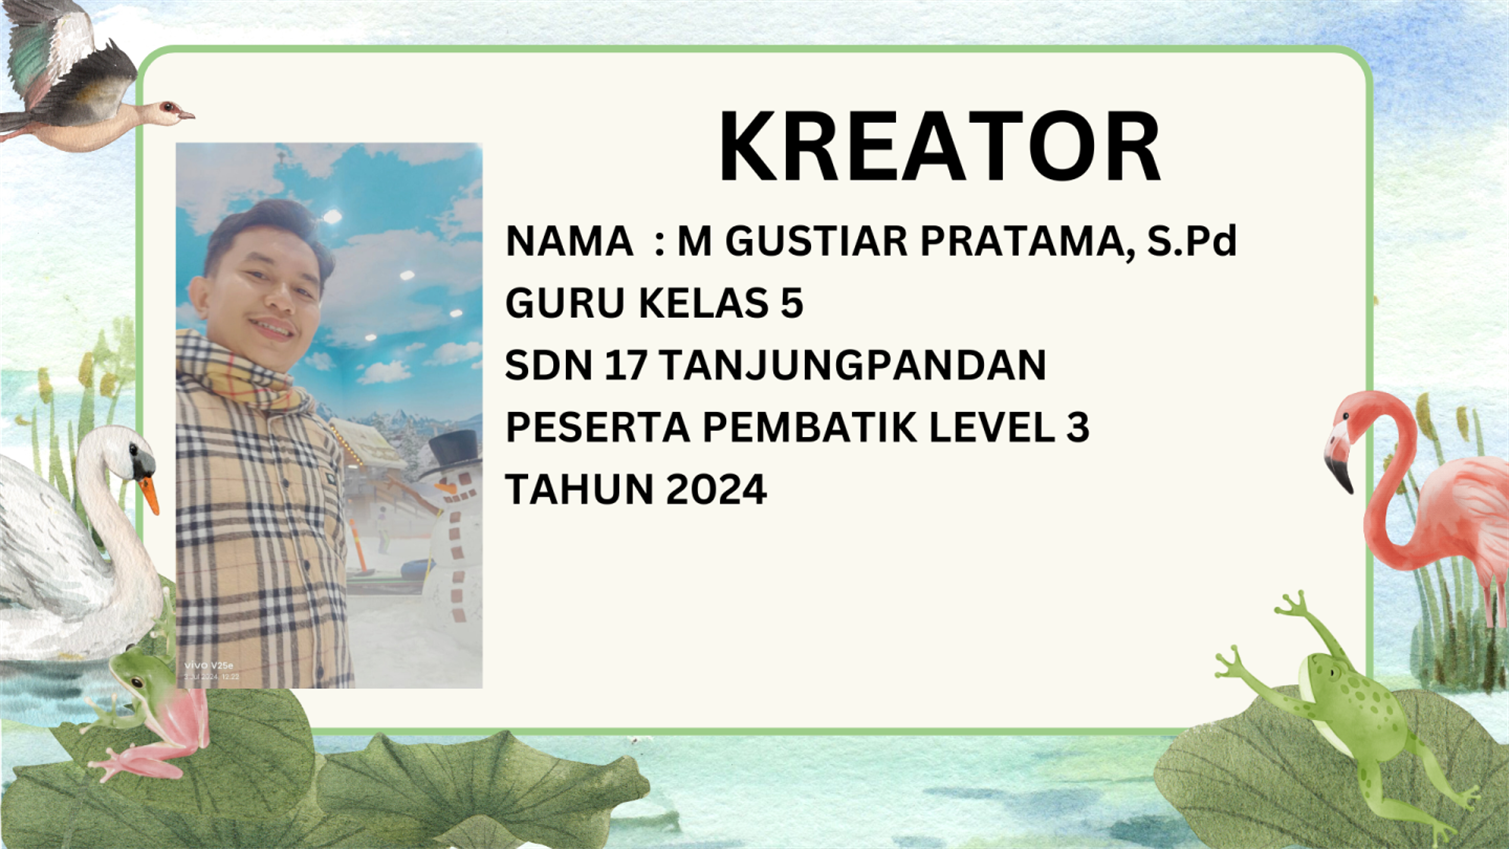 KREATOR
NAMA : M GUSTIAR PRATAMA, S.Pd
GURU KELAS 5
SDN 17 TANJUNGPANDAN
PESERTA PEMBATIK LEVEL 3
TAHUN 2024
vivo V25e